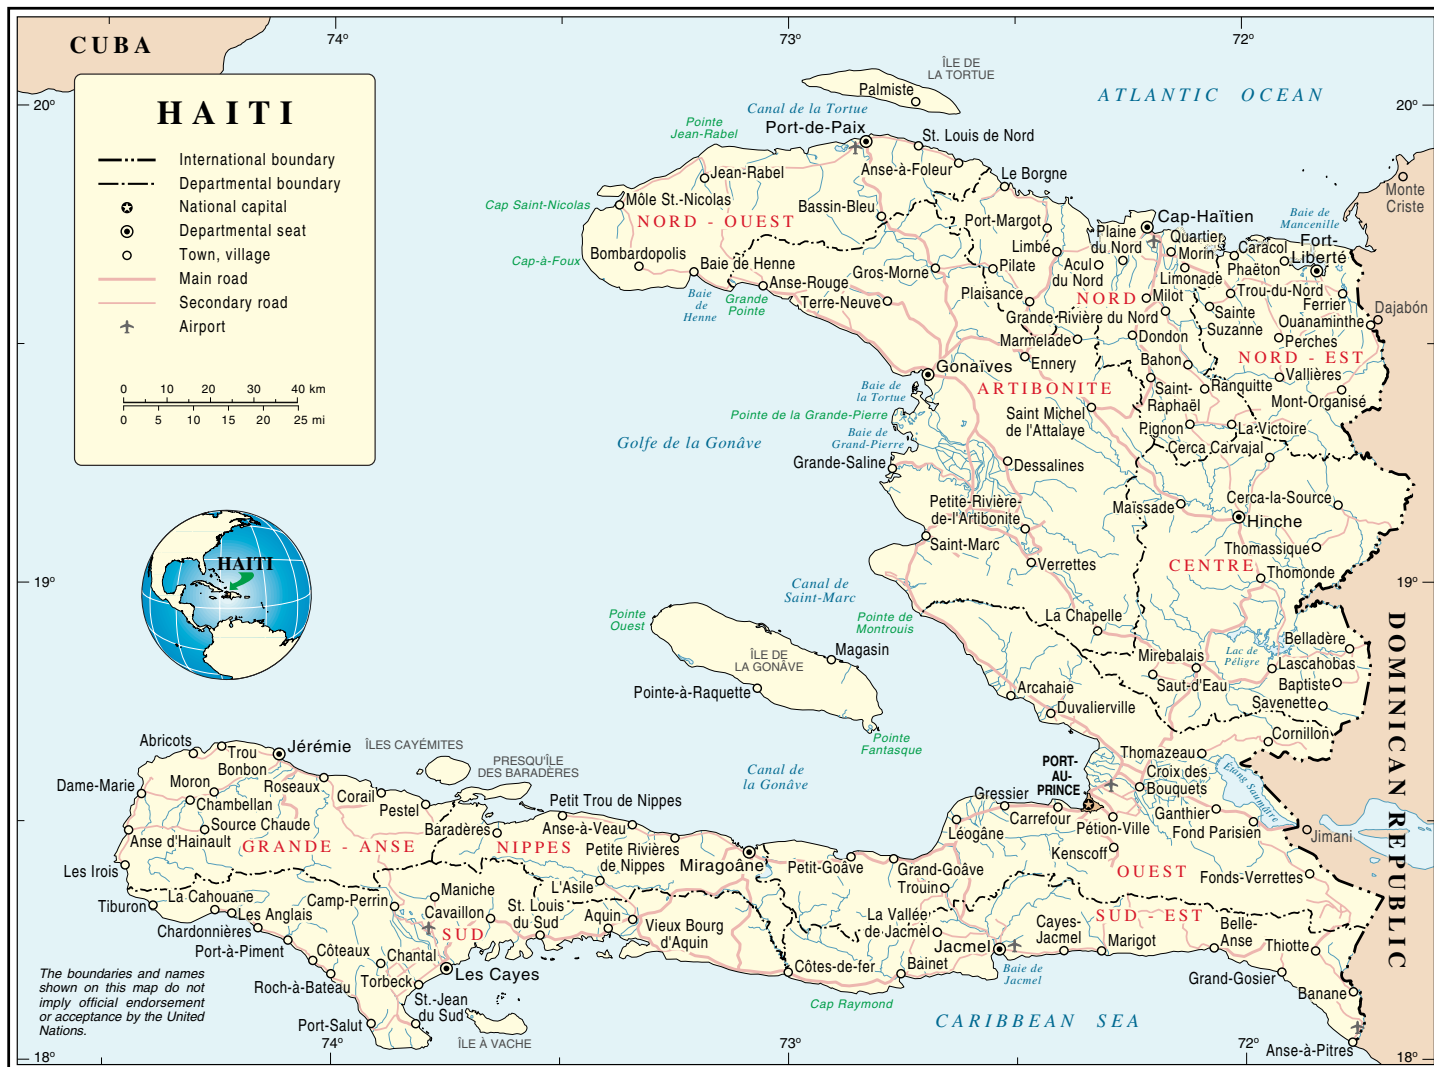 CUBA
74°
73°
72°
20°
20°
HAITI
International boundary
Departmental boundary
National capital
Departmental seat
Town, village
Main road
Secondary road
Airport
0 10 20 30 40 km
0 5 10 15 20 25 mi
HAITI
ÎLE DE
LA TORTUE
Palmiste
Canal de la Tortue
ATLANTIC OCEAN
Pointe
Jean-Rabel
Port-de-Paix
St. Louis de Nord
Anse-à-Foleur
Le Borgne
Jean-Rabel
Cap Saint-Nicolas
Môle St.-Nicolas
NORD - OUEST
Bassin-Bleu
Port-Margot
Cap-Haïtien
Monte
Criste
Baie de
Mancenille
Plaine
du Nord
Quartier
Morin
Caracol
Fort-
Liberté
Limbé
Bombardopolis
Cap-à-Foux
Baie de Henne
Anse-Rouge
Gros-Morne
Pilate
Acul
du Nord
Limonade
Phaëton
Trou-du-Nord
Ferrier
Baie
de
Henne
Grande
Pointe
Terre-Neuve
Plaisance
NORD
Milot
Grande Rivière du Nord
Sainte
Suzanne
Ouanaminthe
Dajabón
Marmelade
Dondon
Perches
NORD - EST
Ennery
Bahon
Gonaïves
ARTIBONITE
Vallières
Baie de
la Tortue
Saint-
Raphaël
Ranquitte
Mont-Organisé
Pointe de la Grande-Pierre
Saint Michel
de l'Attalaye
Pignon
La Victoire
Golfe de la Gonâve
Baie de
Grand-Pierre
Cerca Carvajal
Grande-Saline
Dessalines
Petite-Rivière-
de-l'Artibonite
Maïssade
Cerca-la-Source
Hinche
Saint-Marc
Thomassique
Verrettes
CENTRE
Thomonde
19°
19°
Canal de
Saint-Marc
Pointe
Ouest
Pointe de
Montrouis
La Chapelle
Belladère
ÎLE DE
LA GONÂVE
Magasin
Mirebalais
Lac de
Péligre
Lascahobas
Pointe-à-Raquette
Saut-d'Eau
Baptiste
Arcahaie
Savenette
Duvalierville
Pointe
Fantasque
Cornillon
DOMINICAN REPUBLIC
Abricots
Trou
Bonbon
Jérémie
ÎLES CAYÉMITES
PRESQU'ÎLE
DES BARADÈRES
Canal de
la Gonâve
PORT-
AU-
PRINCE
Thomazeau
Croix des
Bouquets
Etang Saumâtre
Dame-Marie
Moron
Roseaux
Chambellan
Corail
Pestel
Petit Trou de Nippes
Gressier
Ganthier
Source Chaude
Baradères
Anse-à-Veau
Léogâne
Carrefour
Pétion-Ville
Fond Parisien
Jimani
Anse d'Hainault
GRANDE - ANSE
NIPPES
Petite Rivières
de Nippes
Miragoâne
Petit-Goâve
Grand-Goâve
Kenscoff
OUEST
Les Irois
Trouin
Fonds-Verrettes
L'Asile
Maniche
La Cahouane
Camp-Perrin
Tiburon
Les Anglais
Cavaillon
St. Louis
du Sud
Aquin
La Vallée
de Jacmel
Cayes-
Jacmel
SUD - EST
Belle-
Anse
Chardonnières
SUD
Vieux Bourg
d'Aquin
Jacmel
Marigot
Thiotte
Port-à-Piment
Côteaux
Chantal
Les Cayes
Côtes-de-fer
Bainet
Baie de
Jacmel
Grand-Gosier
Roch-à-Bateau
Torbeck
Banane
Cap Raymond
St.-Jean
du Sud
Port-Salut
ÎLE À VACHE
CARIBBEAN SEA
Anse-à-Pitres
The boundaries and names
shown on this map do not
imply official endorsement
or acceptance by the United
Nations.
18°
74°
73°
72°
18°